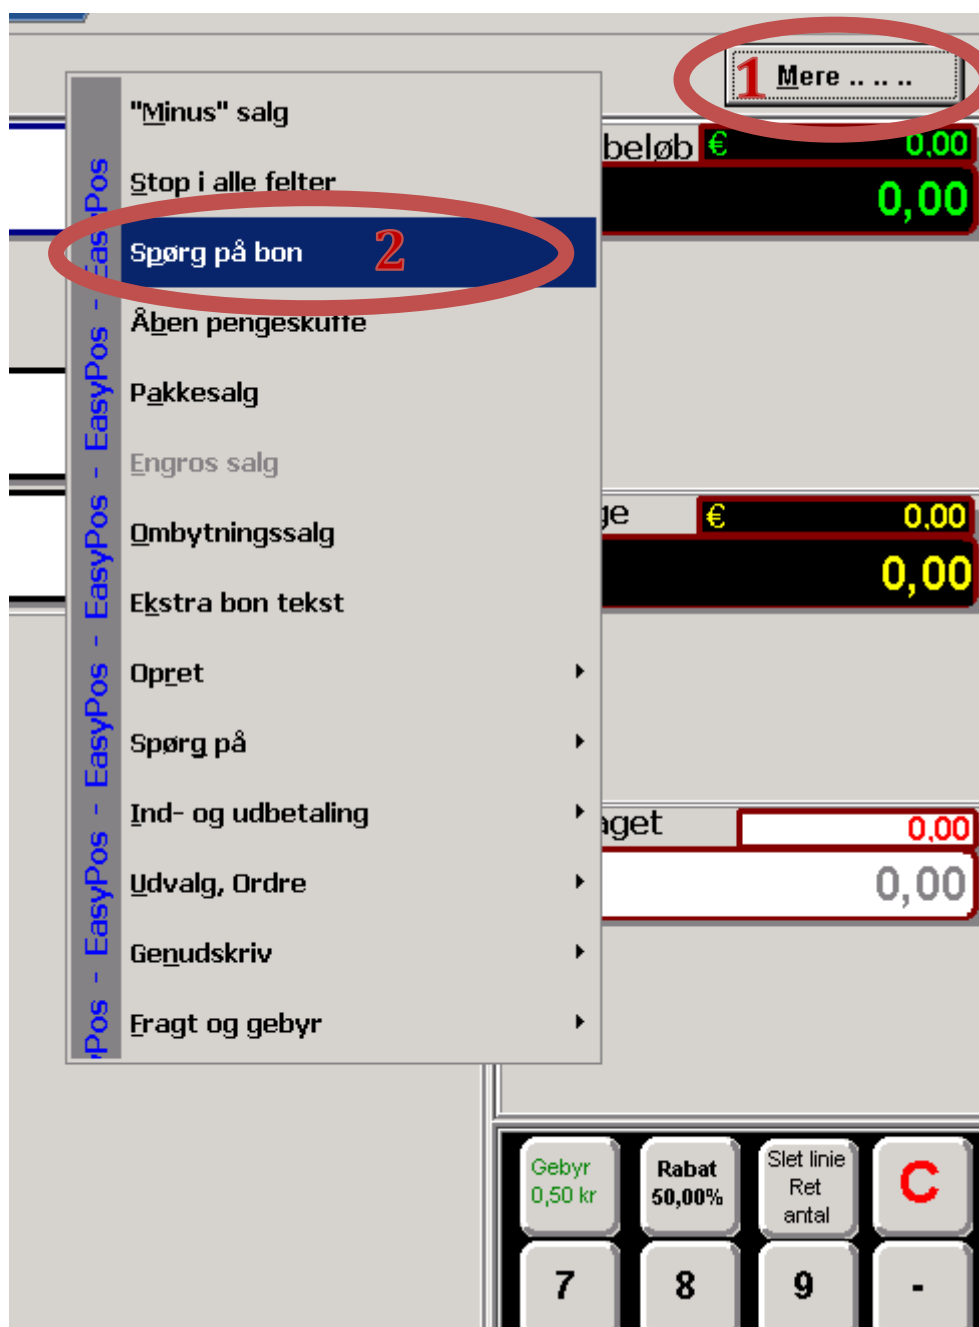 1 Mere .. .. ..
"Minus" salg
Stop i alle felter
Spørg på bon 2
Åben pengeskuffe
Pakkesalg
Engros salg
Ombytningssalg
Ekstra bon tekst
Opret
Spørg på
Ind- og udbetaling
Udvalg, Ordre
Genudskriv
Fragt og gebyr
EasyPos - EasyPos - EasyPos - EasyPos - EasyPos
beløb € 0,00
0,00
€ 0,00
0,00
0,00
0,00
Gebyr
0,50 kr
Rabat
50,00%
Slet linie
Ret
antal
C
7 8 9 -